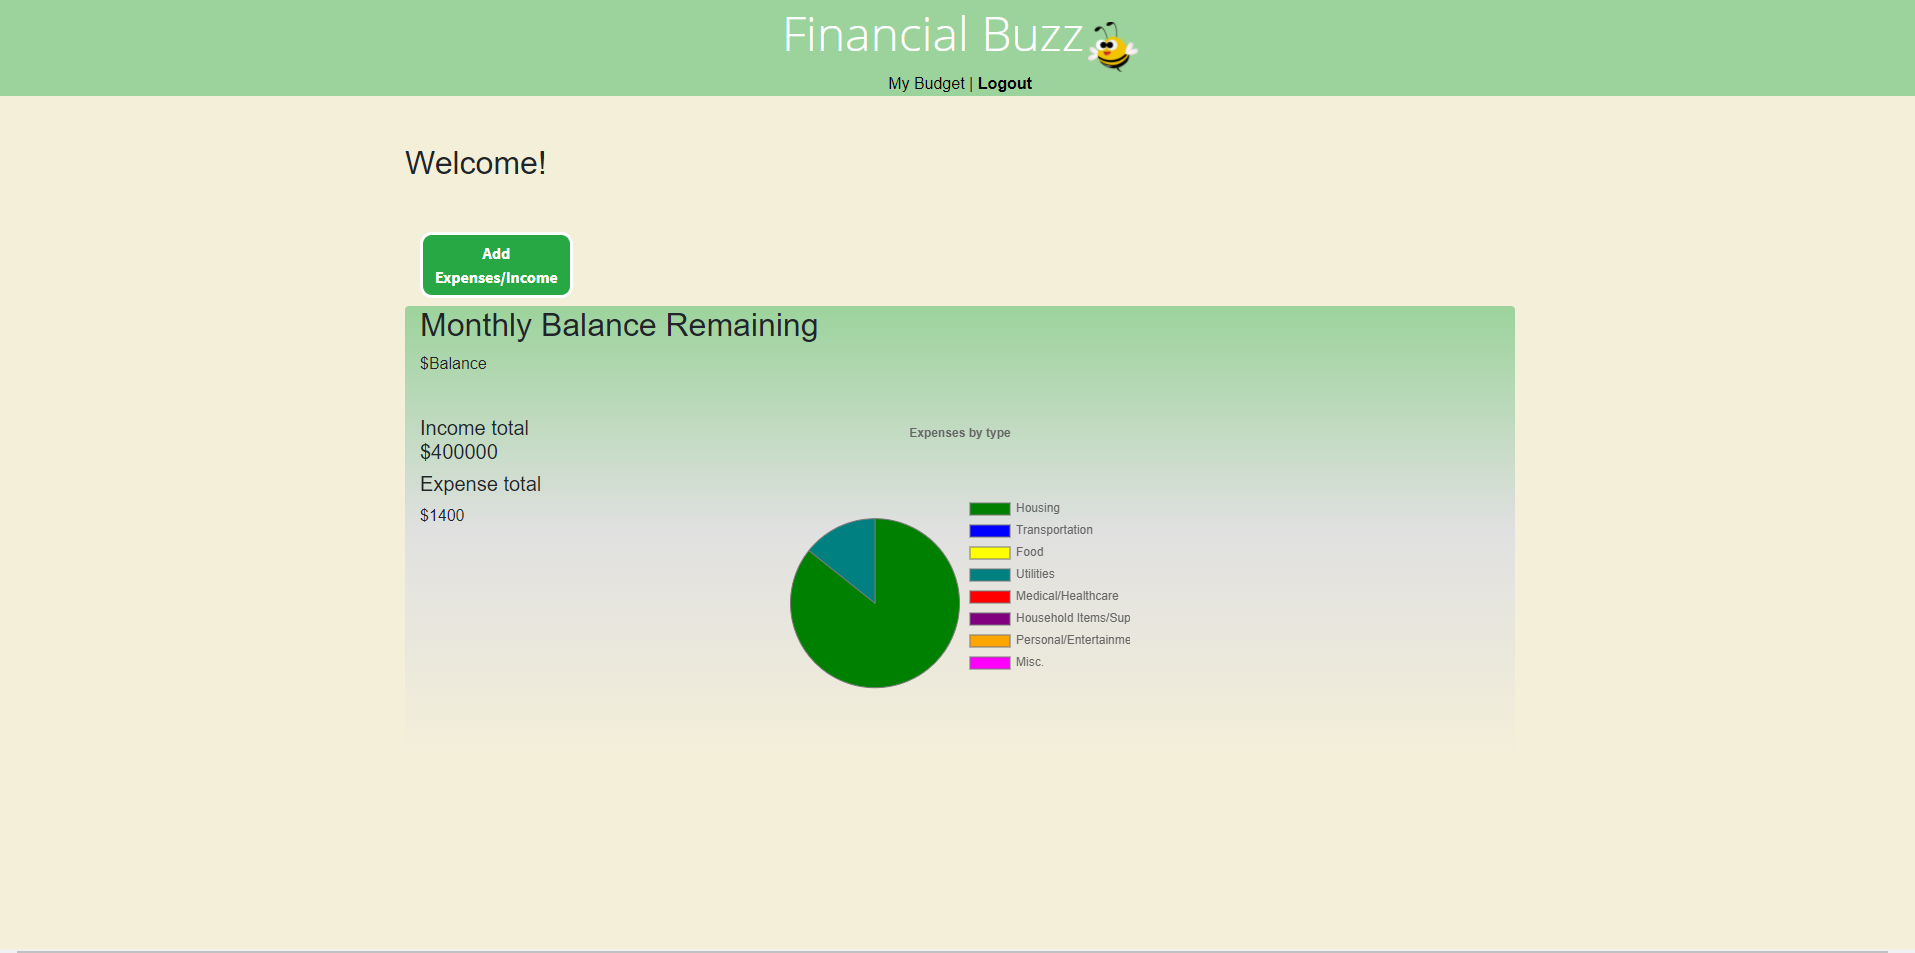 Financial Buzz
My Budget | Logout
Welcome!
Add
Expenses/Income
Monthly Balance Remaining
$Balance
Income total
$400000
Expense total
$1400
Expenses by type
Housing
Transportation
Food
Utilities
Medical/Healthcare
Household Items/Sup
Personal/Entertainme
Misc.